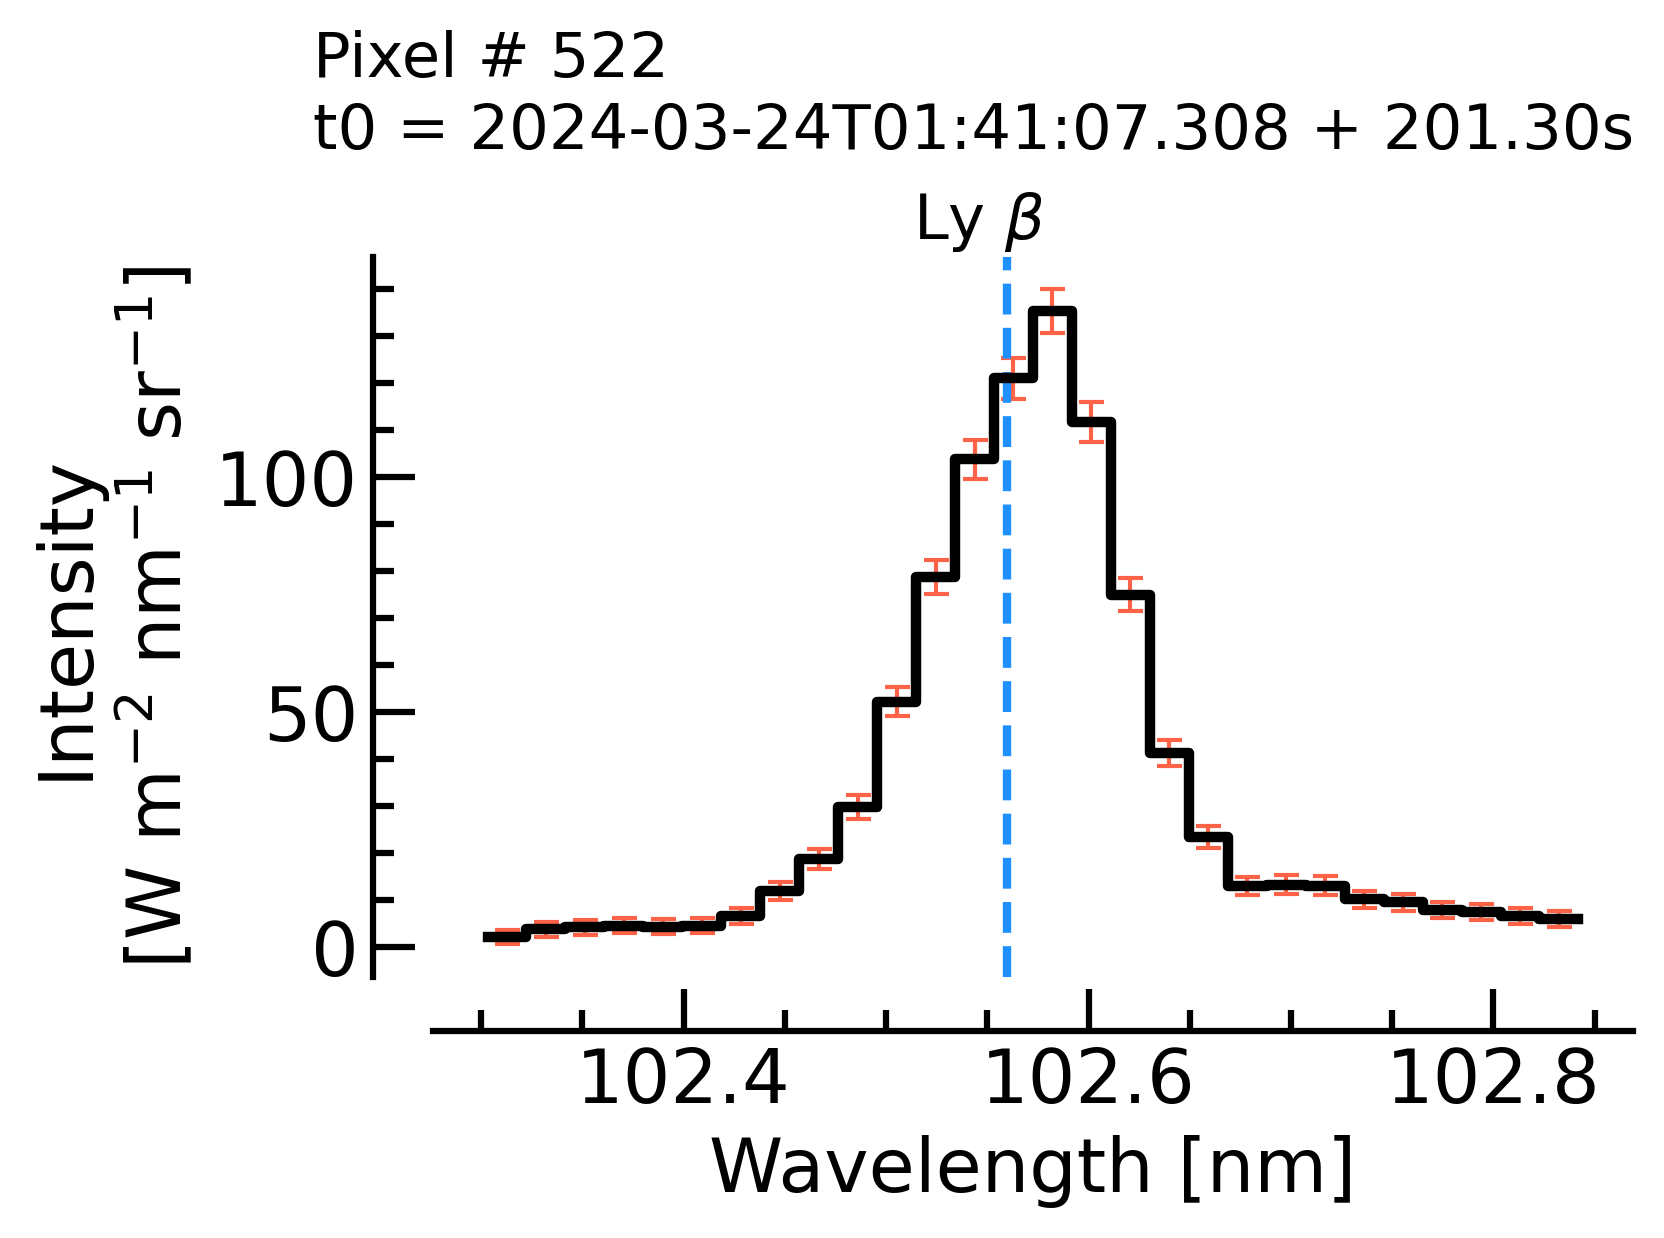 Pixel # 522
t0 = 2024-03-24T01:41:07.308 + 201.30s
Ly β
Intensity
[W m⁻² nm⁻¹ sr⁻¹]
100
50
0
102.4 102.6 102.8
Wavelength [nm]